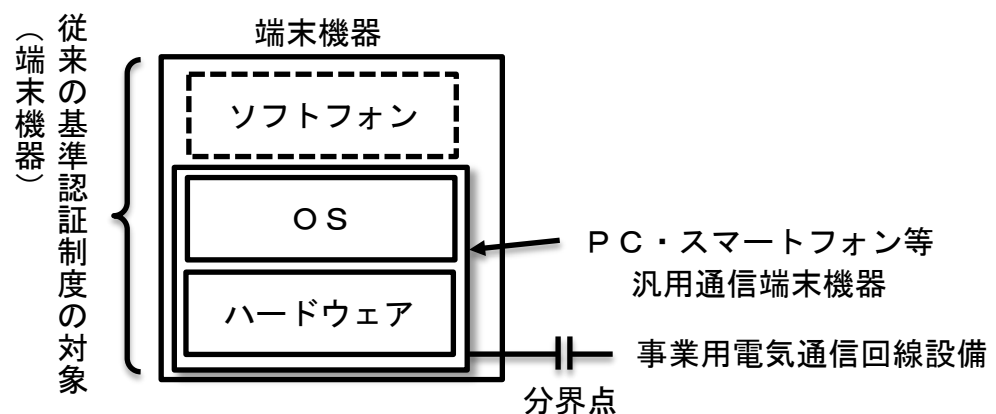 従来の基準認証制度の対象
（端末機器）
端末機器
ソフトフォン
ＯＳ
ハードウェア
ＰＣ・スマートフォン等
汎用通信端末機器
事業用電気通信回線設備
分界点